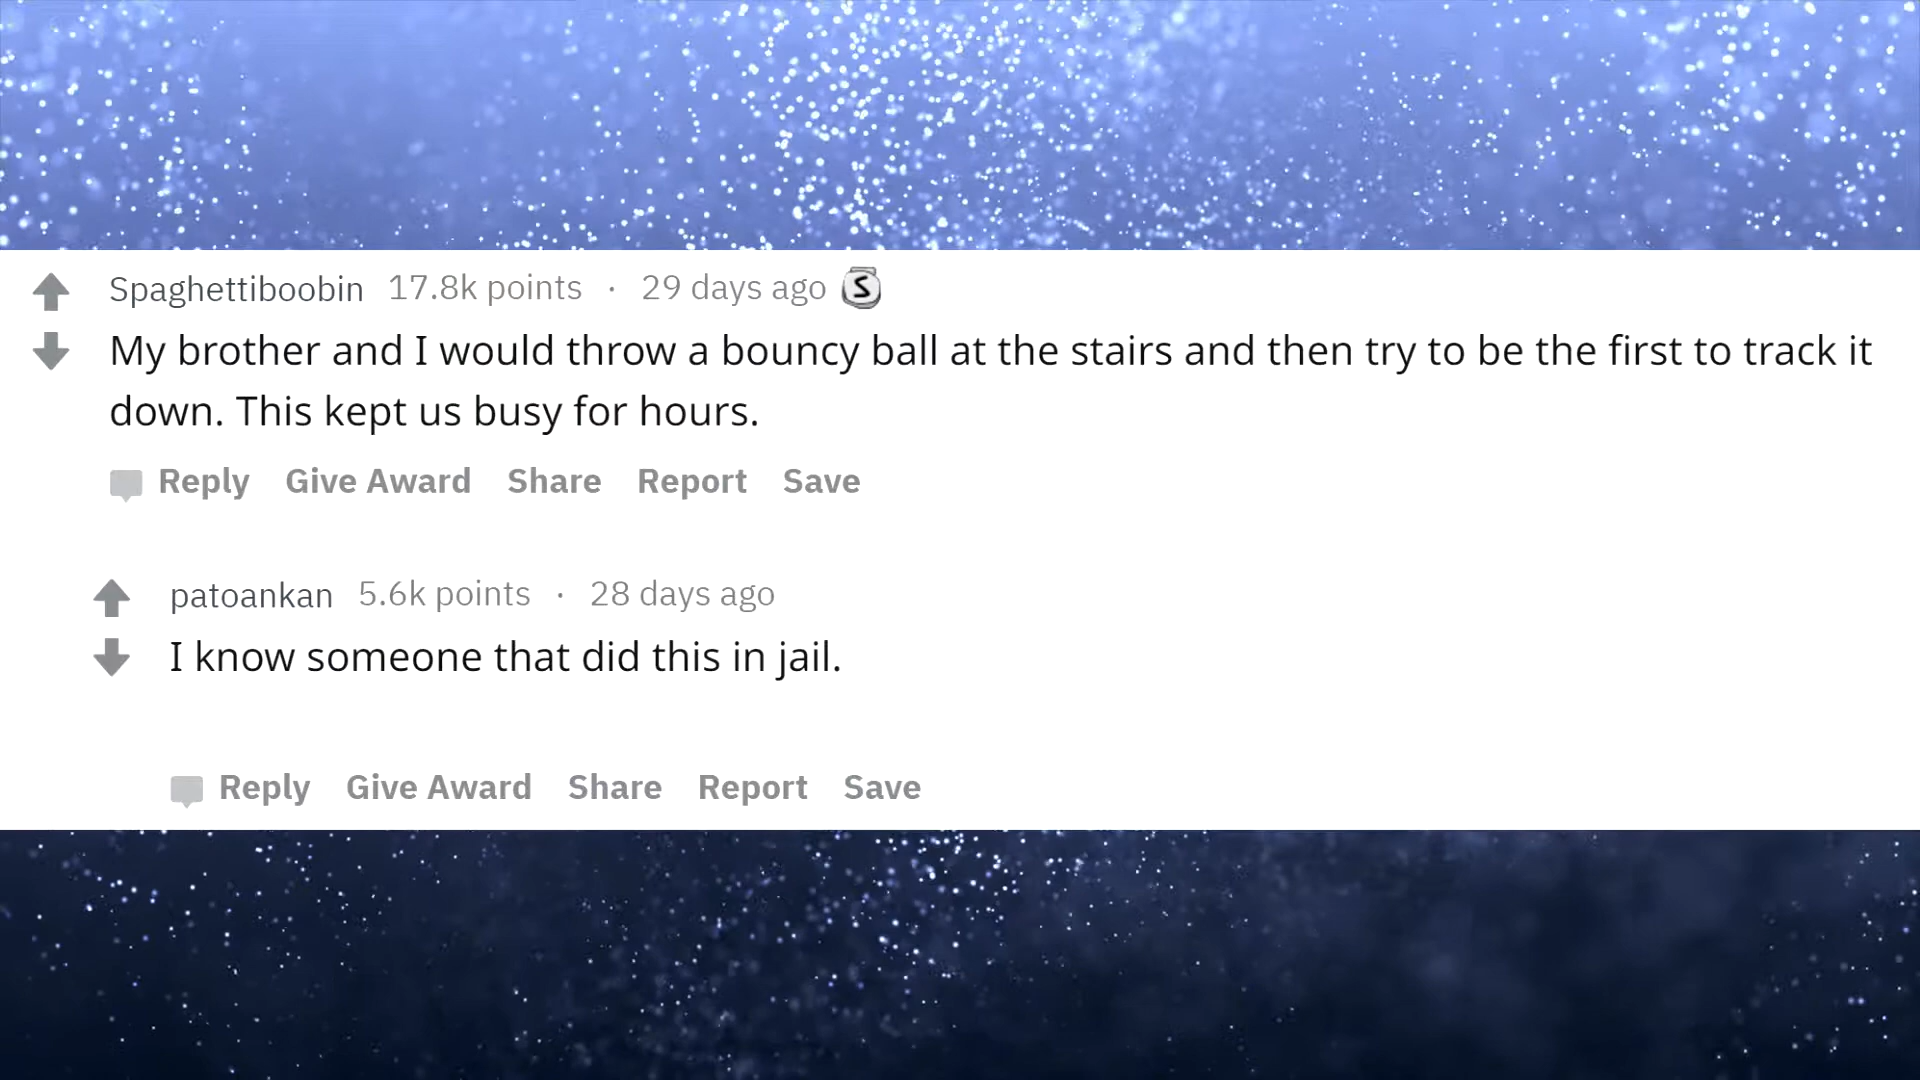 Spaghettiboobin 17.8k points · 29 days ago S
My brother and I would throw a bouncy ball at the stairs and then try to be the first to track it
down. This kept us busy for hours.
Reply Give Award Share Report Save
patoankan 5.6k points · 28 days ago
I know someone that did this in jail.
Reply Give Award Share Report Save